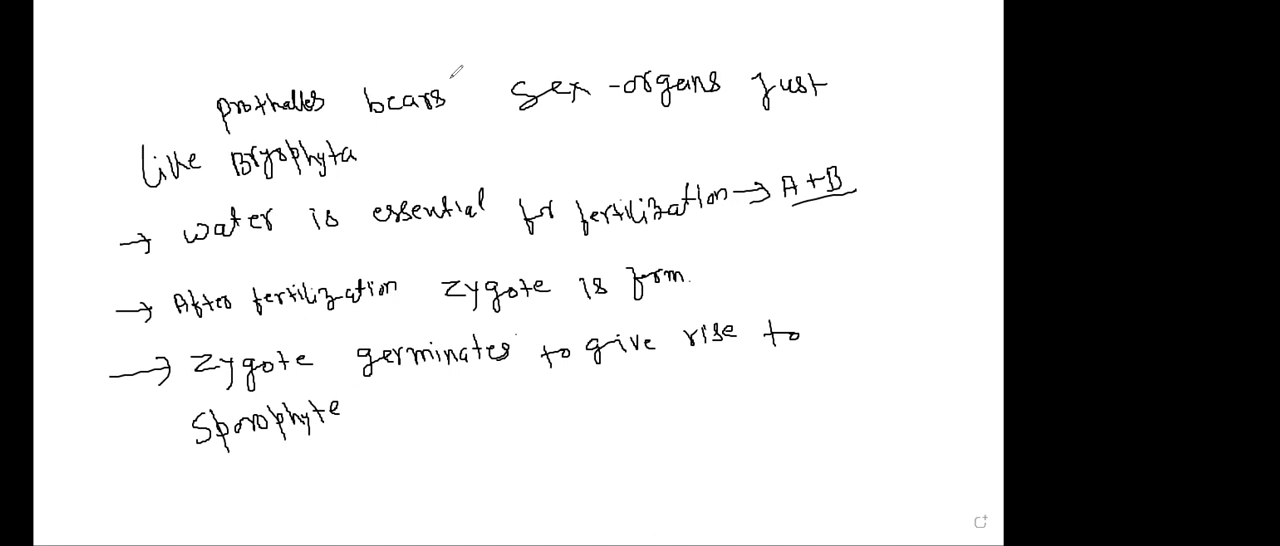 prothalles bears sex-organs just
like Bryophyta
→ water is essential for fertilization → A+B
→ After fertilization zygote is form.
→ zygote germinates to give rise to
Sporophyte